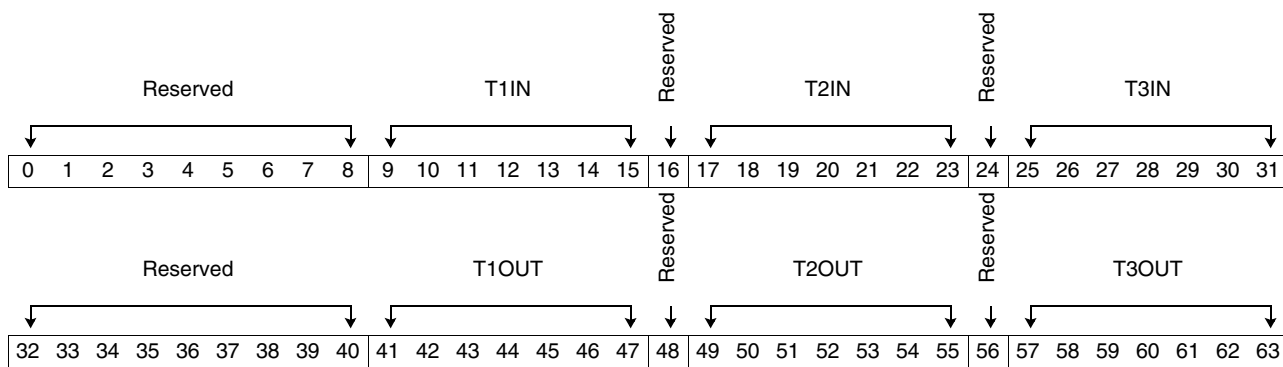 Reserved T1IN Reserved T2IN Reserved T3IN
0 1 2 3 4 5 6 7 8 9 10 11 12 13 14 15 16 17 18 19 20 21 22 23 24 25 26 27 28 29 30 31
Reserved T1OUT Reserved T2OUT Reserved T3OUT
32 33 34 35 36 37 38 39 40 41 42 43 44 45 46 47 48 49 50 51 52 53 54 55 56 57 58 59 60 61 62 63